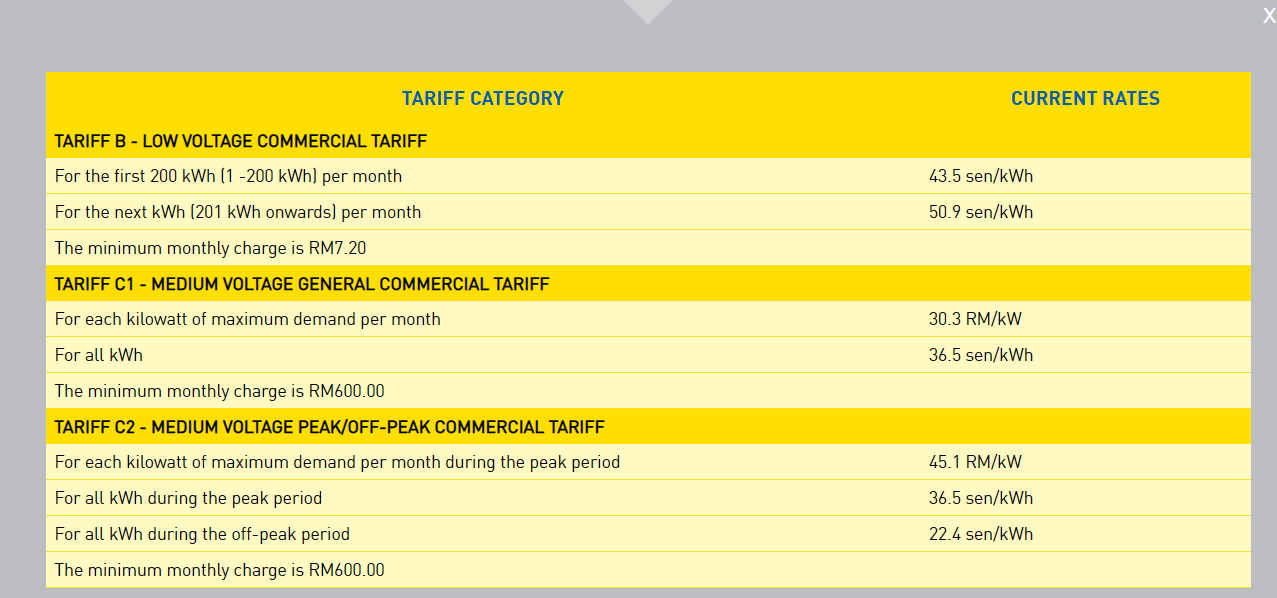 X
TARIFF CATEGORY CURRENT RATES
TARIFF B - LOW VOLTAGE COMMERCIAL TARIFF
For the first 200 kWh (1 -200 kWh) per month 43.5 sen/kWh
For the next kWh (201 kWh onwards) per month 50.9 sen/kWh
The minimum monthly charge is RM7.20
TARIFF C1 - MEDIUM VOLTAGE GENERAL COMMERCIAL TARIFF
For each kilowatt of maximum demand per month 30.3 RM/kW
For all kWh 36.5 sen/kWh
The minimum monthly charge is RM600.00
TARIFF C2 - MEDIUM VOLTAGE PEAK/OFF-PEAK COMMERCIAL TARIFF
For each kilowatt of maximum demand per month during the peak period 45.1 RM/kW
For all kWh during the peak period 36.5 sen/kWh
For all kWh during the off-peak period 22.4 sen/kWh
The minimum monthly charge is RM600.00